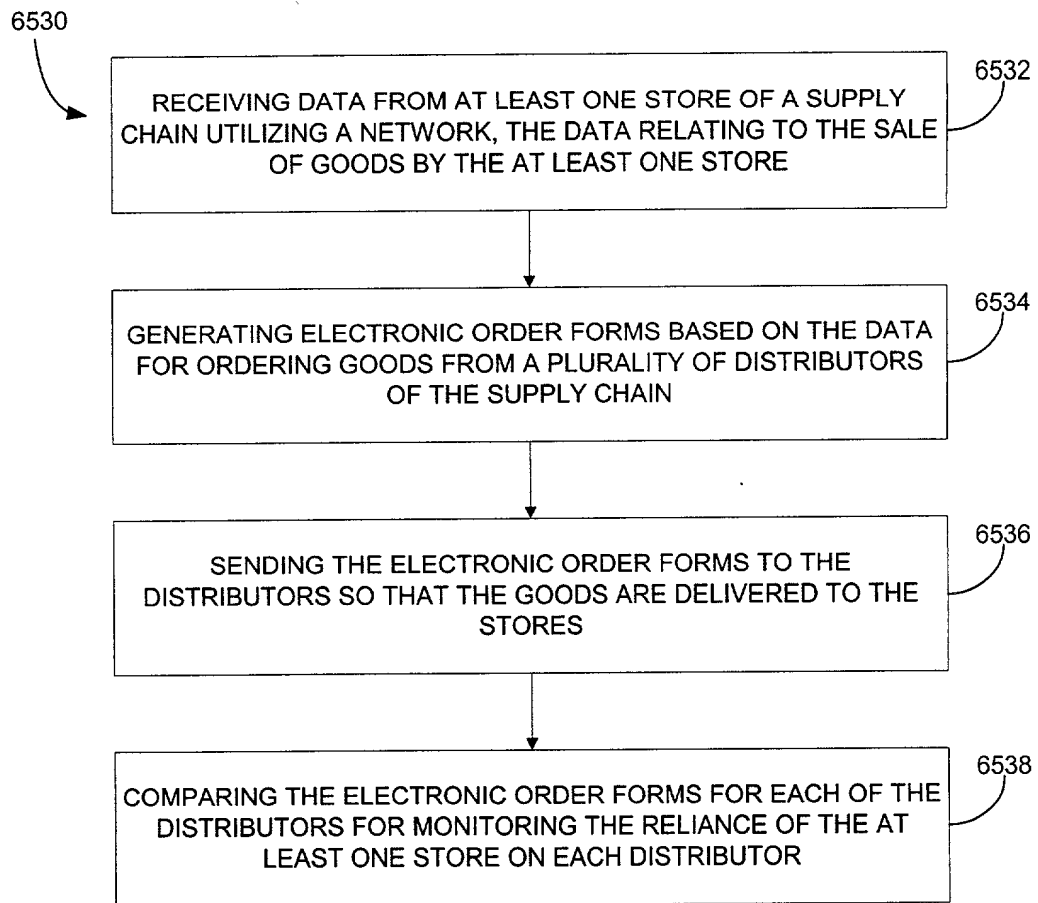 6530
6532
RECEIVING DATA FROM AT LEAST ONE STORE OF A SUPPLY
CHAIN UTILIZING A NETWORK, THE DATA RELATING TO THE SALE
OF GOODS BY THE AT LEAST ONE STORE
6534
GENERATING ELECTRONIC ORDER FORMS BASED ON THE DATA
FOR ORDERING GOODS FROM A PLURALITY OF DISTRIBUTORS
OF THE SUPPLY CHAIN
6536
SENDING THE ELECTRONIC ORDER FORMS TO THE
DISTRIBUTORS SO THAT THE GOODS ARE DELIVERED TO THE
STORES
6538
COMPARING THE ELECTRONIC ORDER FORMS FOR EACH OF THE
DISTRIBUTORS FOR MONITORING THE RELIANCE OF THE AT
LEAST ONE STORE ON EACH DISTRIBUTOR